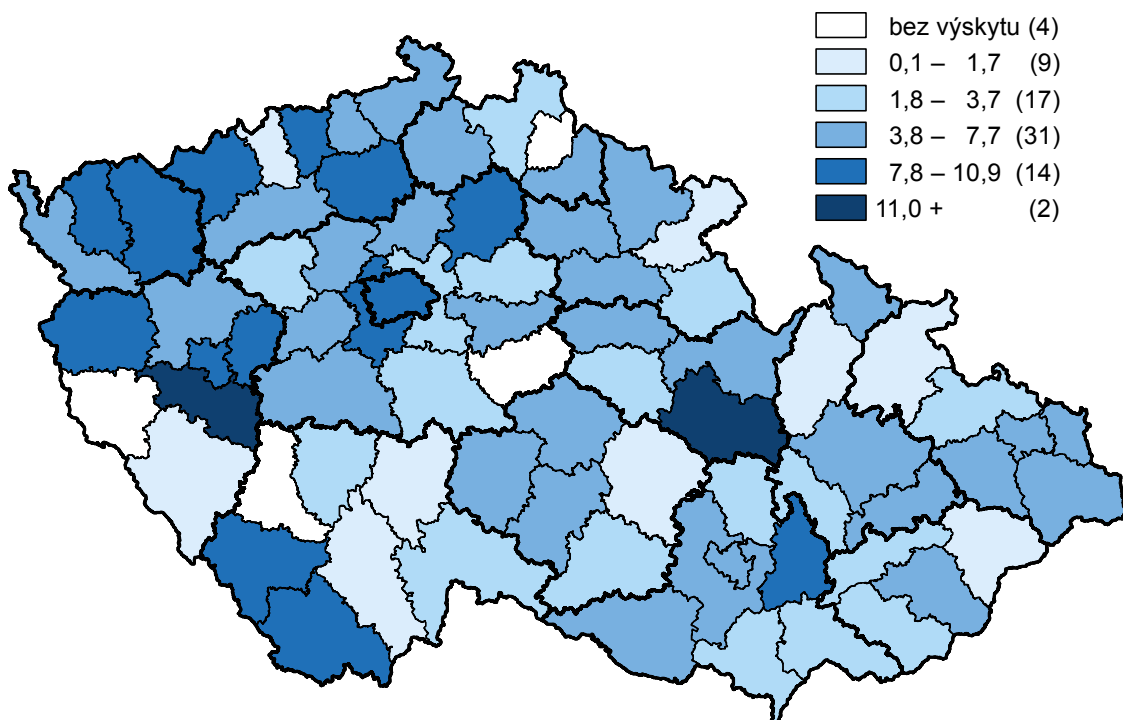 bez výskytu (4)
0,1 – 1,7 (9)
1,8 – 3,7 (17)
3,8 – 7,7 (31)
7,8 – 10,9 (14)
11,0 + (2)